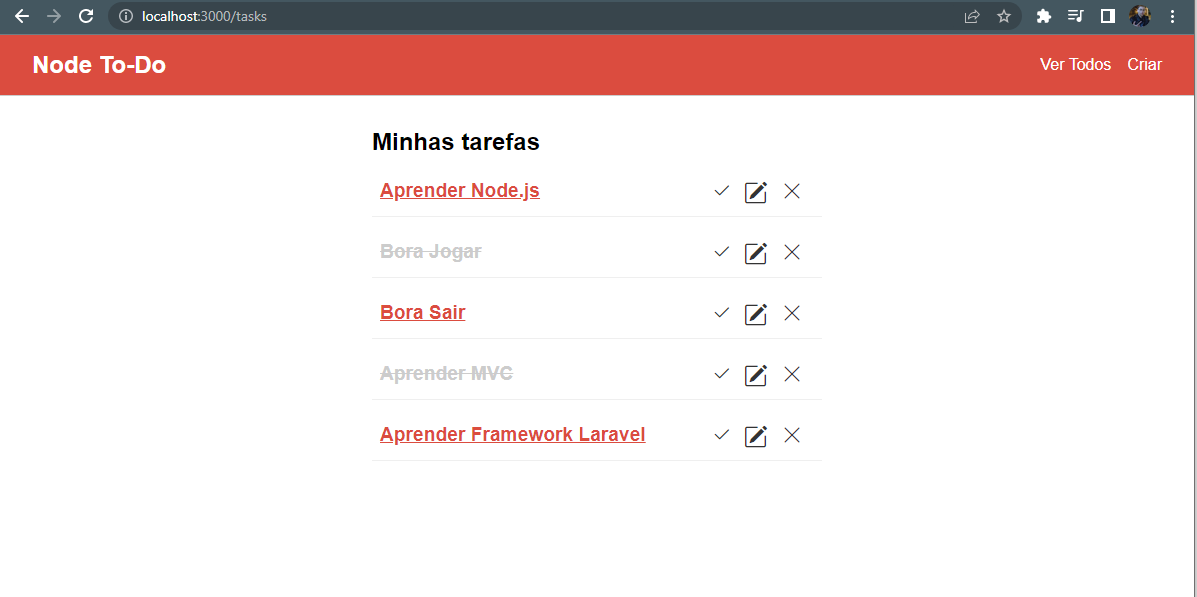 localhost:3000/tasks
Node To-Do
Ver Todos
Criar
Minhas tarefas
Aprender Node.js
Bora Jogar
Bora Sair
Aprender MVC
Aprender Framework Laravel